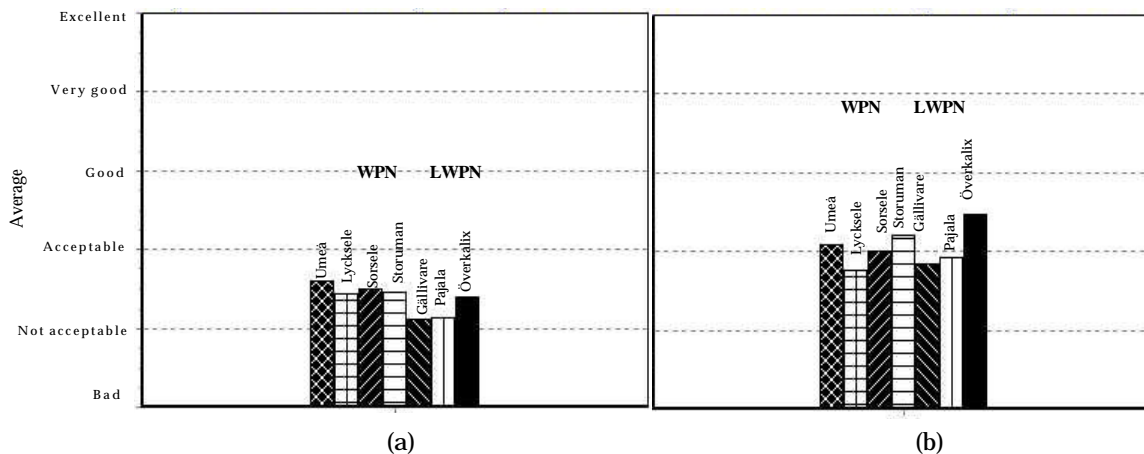 Excellent
Very good
Good
Acceptable
Not acceptable
Bad
Average
WPN LWPN
Umeå
Lycksele
Sorsele
Storuman
Gällivare
Pajala
Överkalix
(a)
WPN LWPN
Umeå
Lycksele
Sorsele
Storuman
Gällivare
Pajala
Överkalix
(b)